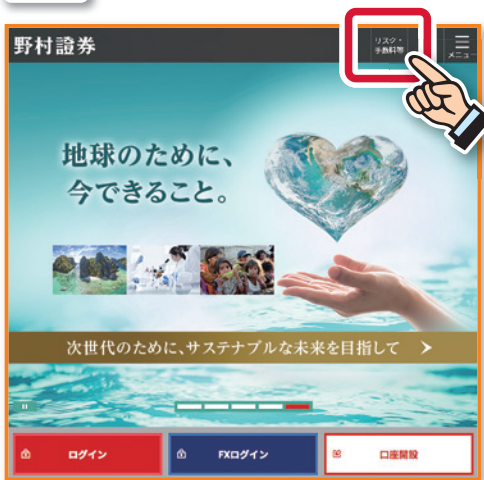 野村證券
リスク・
手数料等
メニュー
地球のために、
今できること。
次世代のために、サステナブルな未来を目指して
ログイン
FXログイン
口座開設